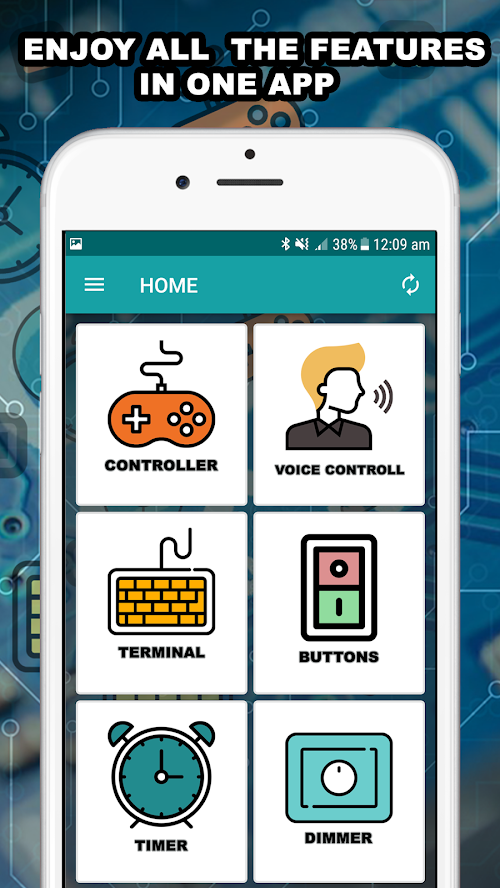 ENJOY ALL THE FEATURES
IN ONE APP
38% 12:09 am
HOME
CONTROLLER
VOICE CONTROLL
TERMINAL
BUTTONS
TIMER
DIMMER